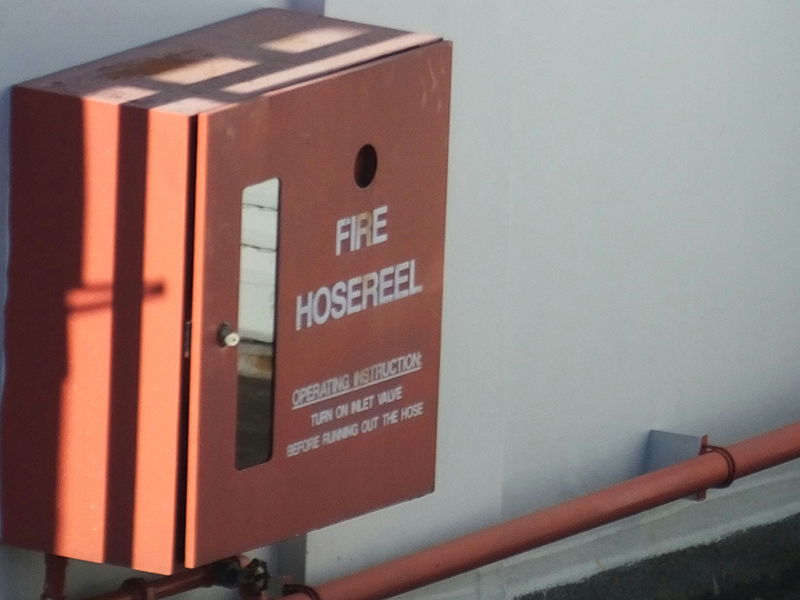 FIRE
HOSEREEL
OPERATING INSTRUCTION:
TURN ON INLET VALVE
BEFORE RUNNING OUT THE HOSE